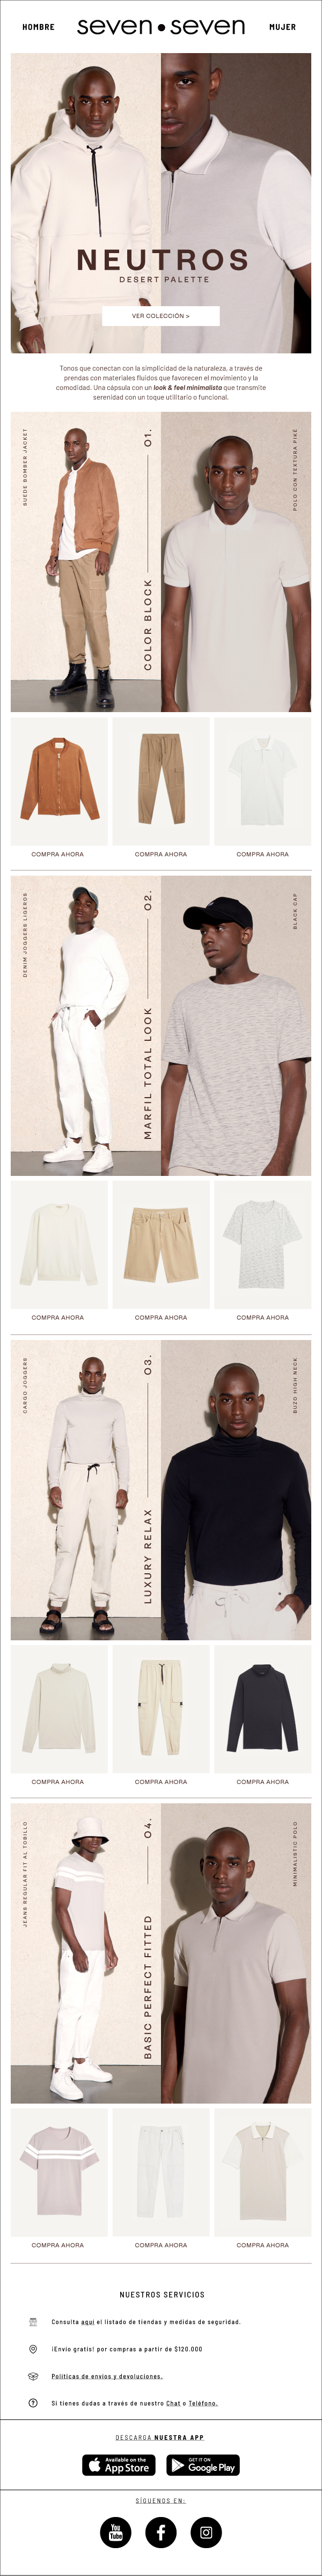 HOMBRE
seven•seven
MUJER
NEUTROS
DESERT PALETTE
VER COLECCIÓN >
Tonos que conectan con la simplicidad de la naturaleza, a través de
prendas con materiales fluidos que favorecen el movimiento y la
comodidad. Una cápsula con un look & feel minimalista que transmite
serenidad con un toque utilitario o funcional.
SUEDE BOMBER JACKET
COLOR BLOCK
01.
POLO CON TEXTURA PIKÉ
COMPRA AHORA
COMPRA AHORA
COMPRA AHORA
DENIM JOGGERS LIGEROS
MARFIL TOTAL LOOK
02.
BLACK CAP
COMPRA AHORA
COMPRA AHORA
COMPRA AHORA
CARGO JOGGERS
LUXURY RELAX
03.
BUZO HIGH NECK
COMPRA AHORA
COMPRA AHORA
COMPRA AHORA
JEANS REGULAR FIT AL TOBILLO
BASIC PERFECT FITTED
04.
MINIMALISTIC POLO
COMPRA AHORA
COMPRA AHORA
COMPRA AHORA
NUESTROS SERVICIOS
Consulta aquí el listado de tiendas y medidas de seguridad.
¡Envío gratis! por compras a partir de $120.000
Políticas de envíos y devoluciones.
Si tienes dudas a través de nuestro Chat o Teléfono.
DESCARGA NUESTRA APP
Available on the
App Store
GET IT ON
Google Play
SÍGUENOS EN:
You
Tube